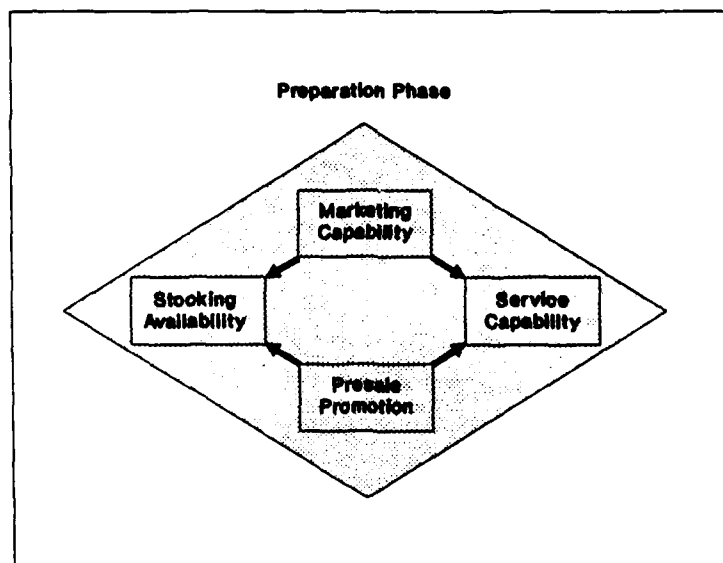 Preparation Phase
Marketing
Capability
Stocking
Availability
Service
Capability
Presale
Promotion